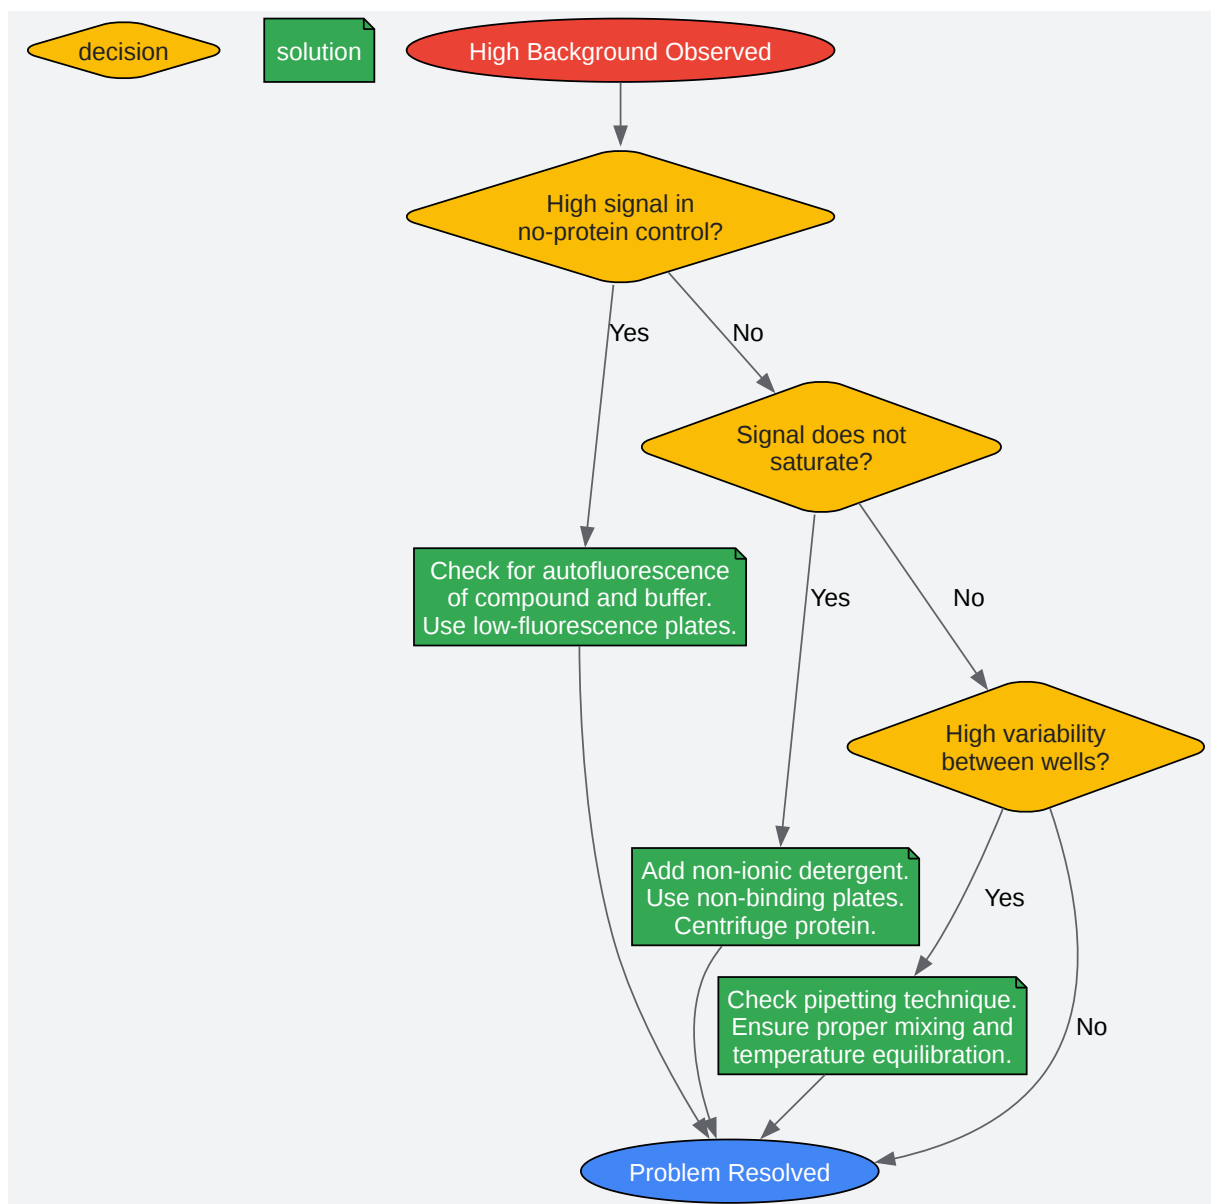 decision
solution
High Background Observed
High signal in
no-protein control?
Yes
No
Signal does not
saturate?
Check for autofluorescence
of compound and buffer.
Use low-fluorescence plates.
Yes
No
High variability
between wells?
Add non-ionic detergent.
Use non-binding plates.
Centrifuge protein.
Yes
Check pipetting technique.
Ensure proper mixing and
temperature equilibration.
No
Problem Resolved